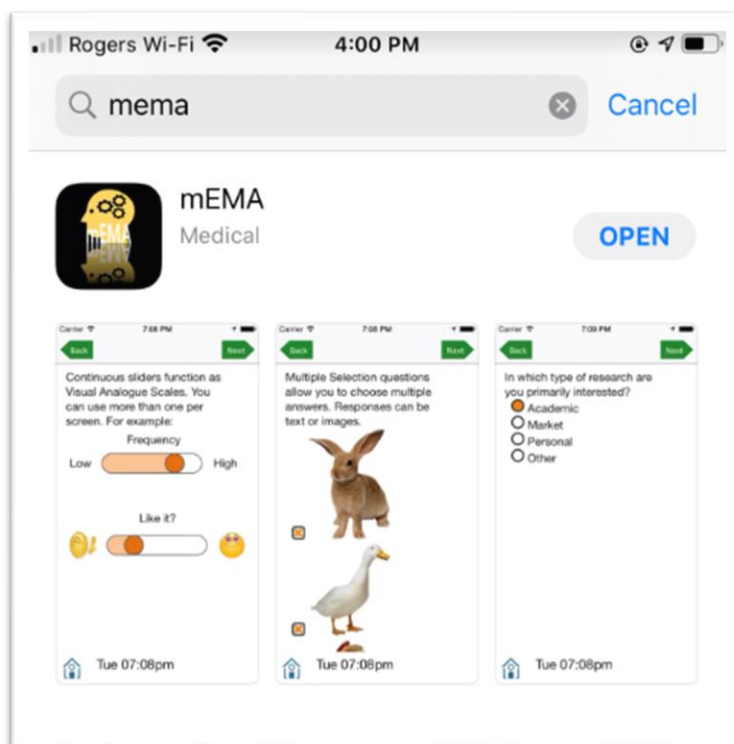 Rogers Wi-Fi 4:00 PM
mema Cancel
mEMA
Medical
OPEN
mEMA
Carrier 7:08 PM
Back Next
Continuous sliders function as
Visual Analogue Scales. You
can use more than one per
screen. For example:
Frequency
Low High
Like it?
Tue 07:08pm
Carrier 7:08 PM
Back Next
Multiple Selection questions
allow you to choose multiple
answers. Responses can be
text or images.
Tue 07:08pm
Carrier 7:09 PM
Back Next
In which type of research are
you primarily interested?
Academic
Market
Personal
Other
Tue 07:08pm